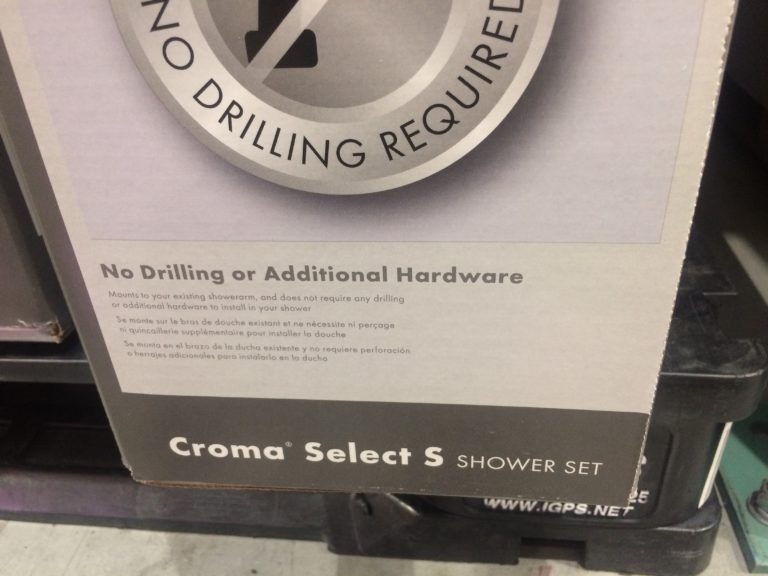 NO DRILLING REQUIRED
No Drilling or Additional Hardware
Mounts to your existing showerarm, and does not require any drilling
or additional hardware to install in your shower
Se monte sur le bras de douche existant et ne nécessite ni perçage
ni quincaillerie supplémentaire pour installer la douche
Se monta en el brazo de la ducha existente y no requiere perforación
o herrajes adicionales para instalarlo en la ducha
Croma® Select S SHOWER SET
25
WWW.IGPS.NET